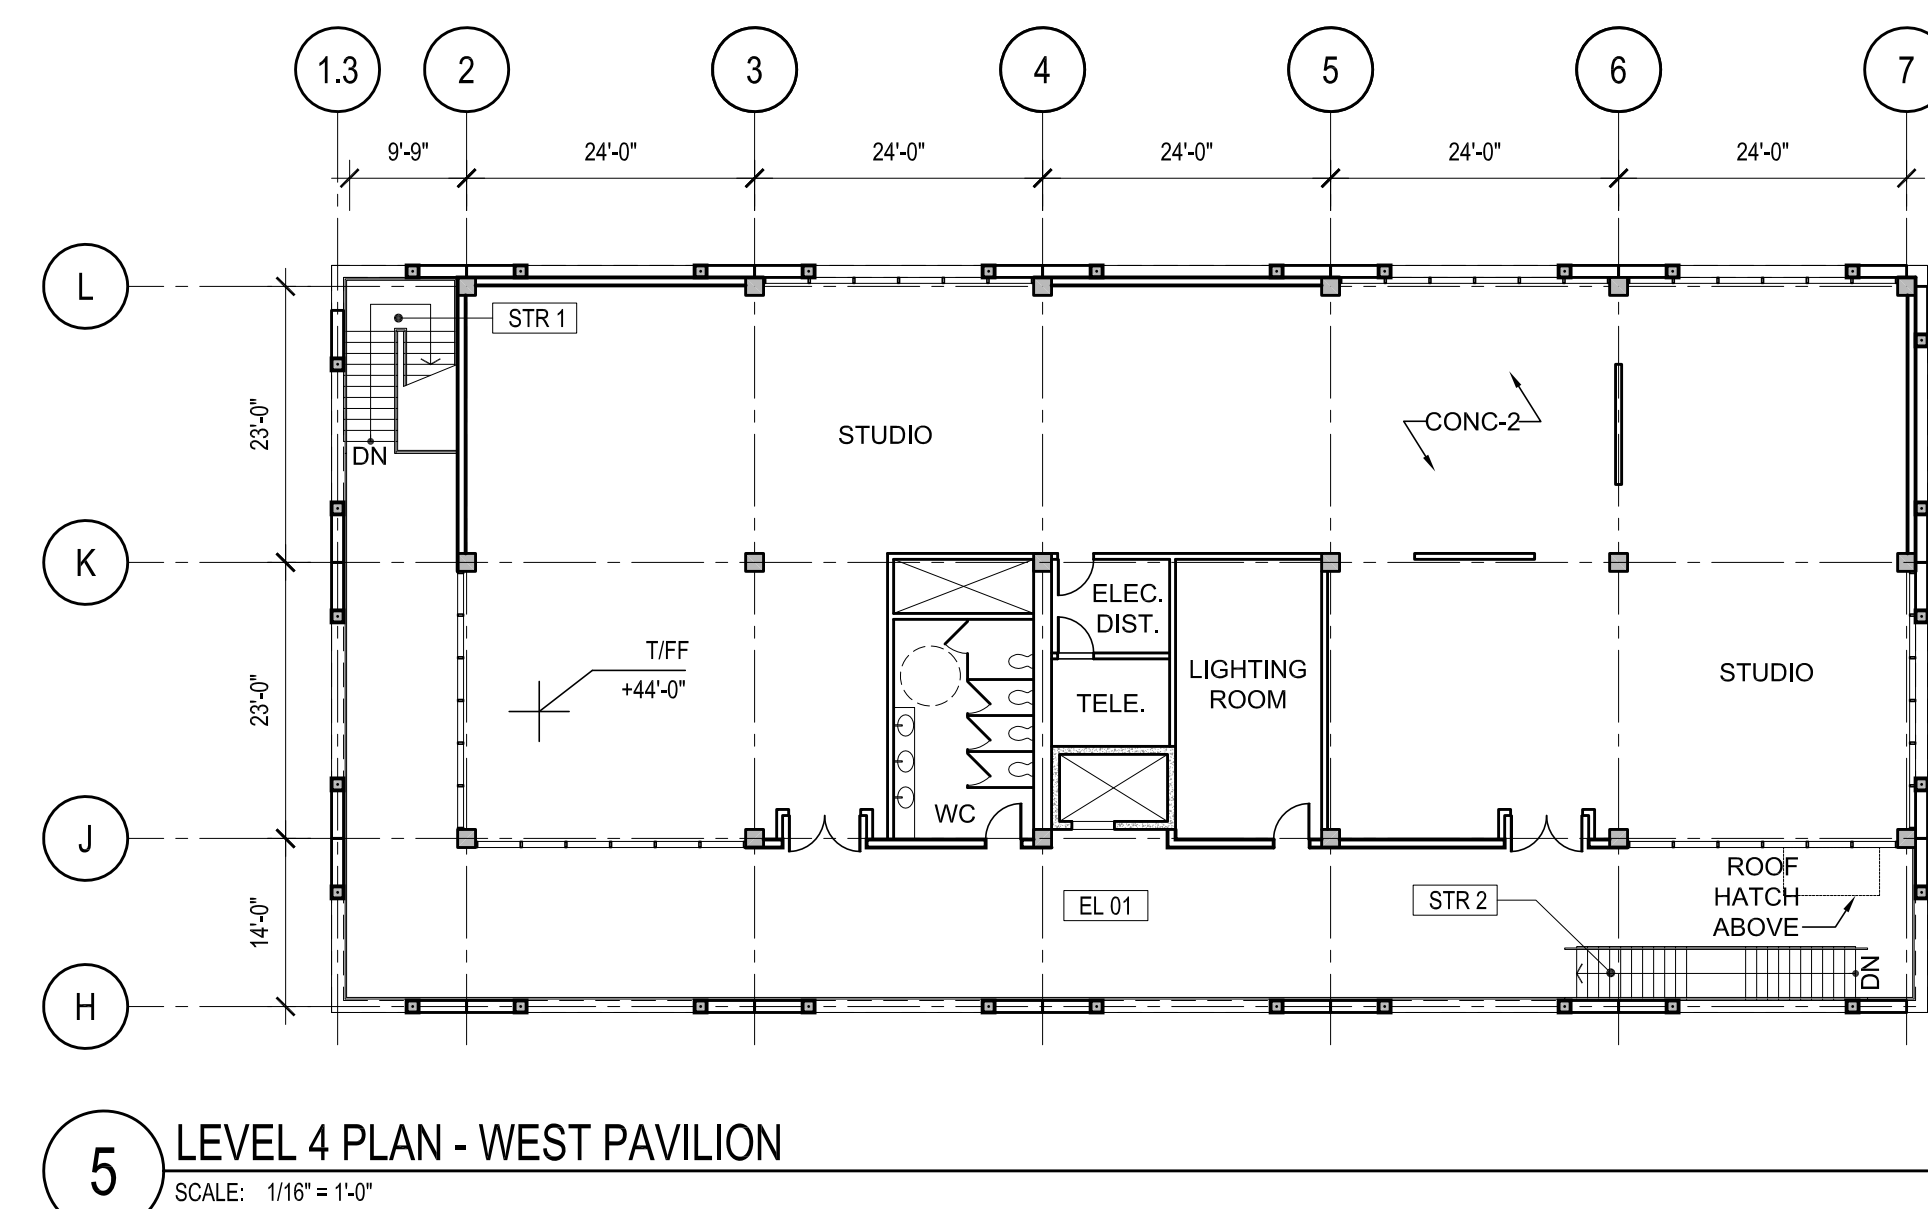 1.3 2 3 4 5 6 7
9'-9" 24'-0" 24'-0" 24'-0" 24'-0" 24'-0"
L
STR 1
23'-0"
STUDIO
CONC-2
DN
K
ELEC.
DIST.
T/FF
+44'-0"
23'-0"
LIGHTING
ROOM
STUDIO
TELE.
WC
J
ROOF
HATCH
ABOVE
14'-0"
EL 01
STR 2
DN
H
5
LEVEL 4 PLAN - WEST PAVILION
SCALE: 1/16" = 1'-0"